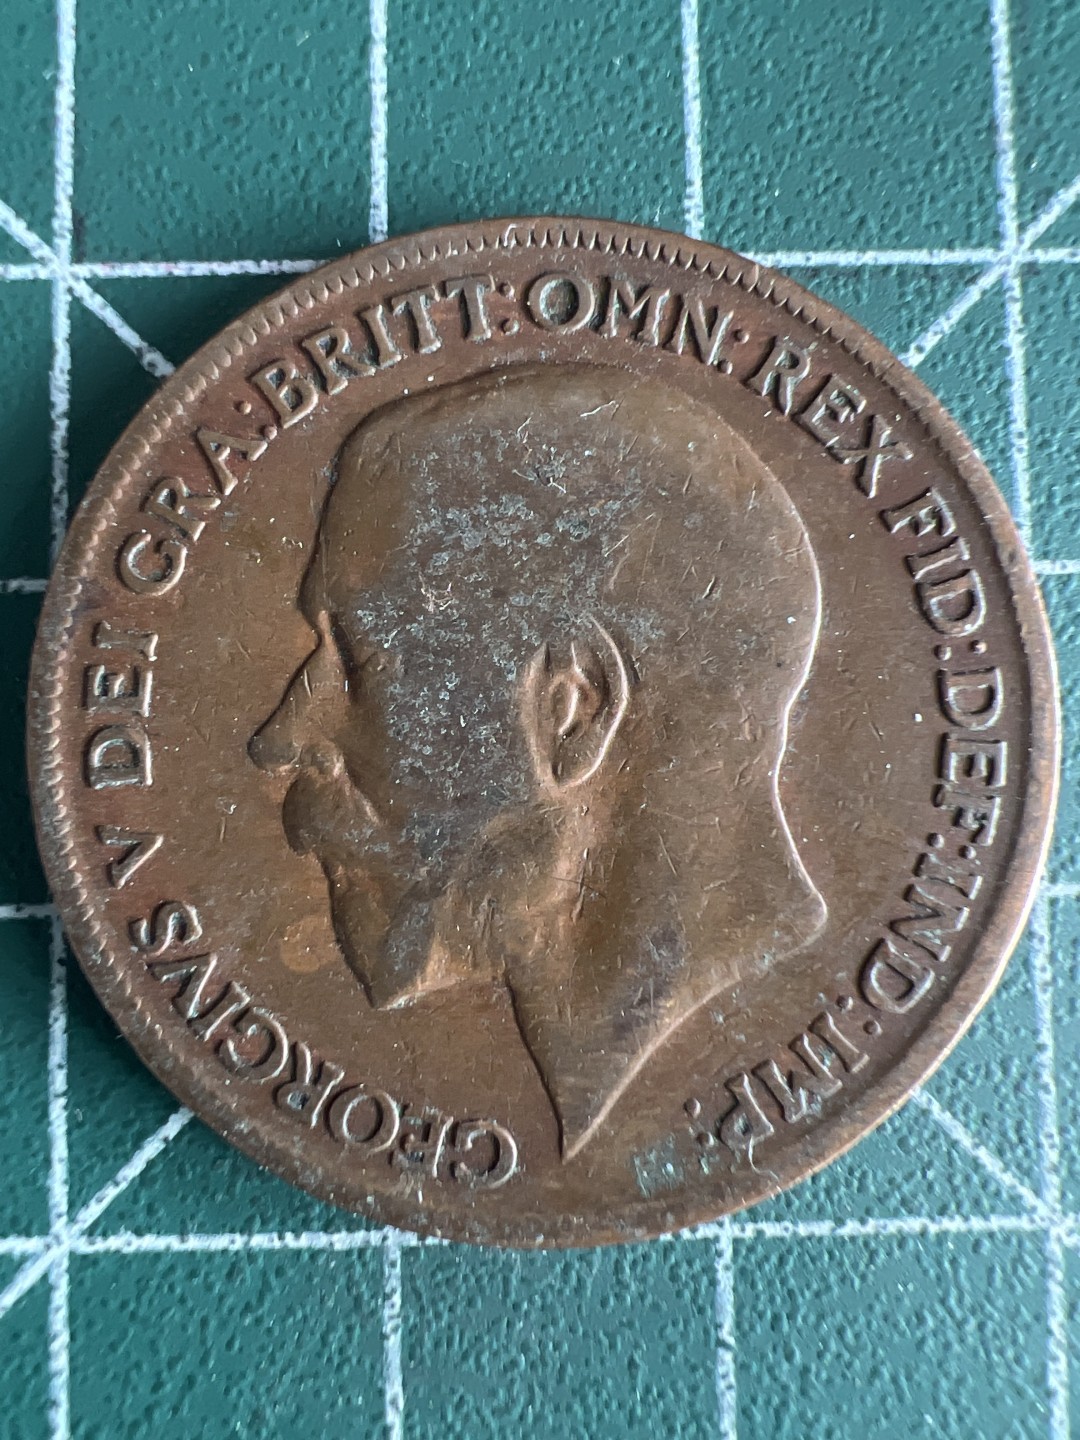 GEORGIVS V DEI GRA: BRITT: OMN: REX FID: DEF: IND: IMP: